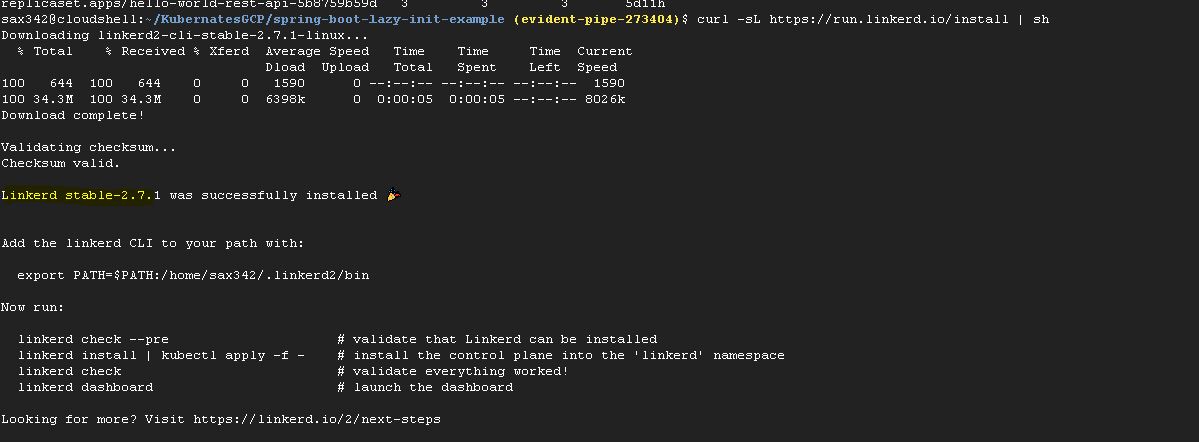 replicaset.apps/hello-world-rest-api-5b8759b59d   3         3         3       5d11h
sax342@cloudshell:~/KubernatesGCP/spring-boot-lazy-init-example (evident-pipe-273404)$ curl -sL https://run.linkerd.io/install | sh
Downloading linkerd2-cli-stable-2.7.1-linux...
  % Total    % Received % Xferd  Average Speed   Time    Time     Time  Current
                                 Dload  Upload   Total   Spent    Left  Speed
100   644  100   644    0     0   1590      0 --:--:-- --:--:-- --:--:--  1590
100 34.3M  100 34.3M    0     0  6398k      0  0:00:05  0:00:05 --:--:-- 8026k
Download complete!
Validating checksum...
Checksum valid.
Linkerd stable-2.7.1 was successfully installed 🎉
Add the linkerd CLI to your path with:
  export PATH=$PATH:/home/sax342/.linkerd2/bin
Now run:
  linkerd check --pre                     # validate that Linkerd can be installed
  linkerd install | kubectl apply -f -    # install the control plane into the 'linkerd' namespace
  linkerd check                           # validate everything worked!
  linkerd dashboard                       # launch the dashboard
Looking for more? Visit https://linkerd.io/2/next-steps